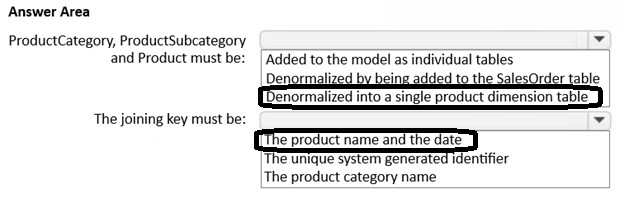 Answer Area
ProductCategory, ProductSubcategory
and Product must be:
Added to the model as individual tables
Denormalized by being added to the SalesOrder table
Denormalized into a single product dimension table
The joining key must be:
The product name and the date
The unique system generated identifier
The product category name